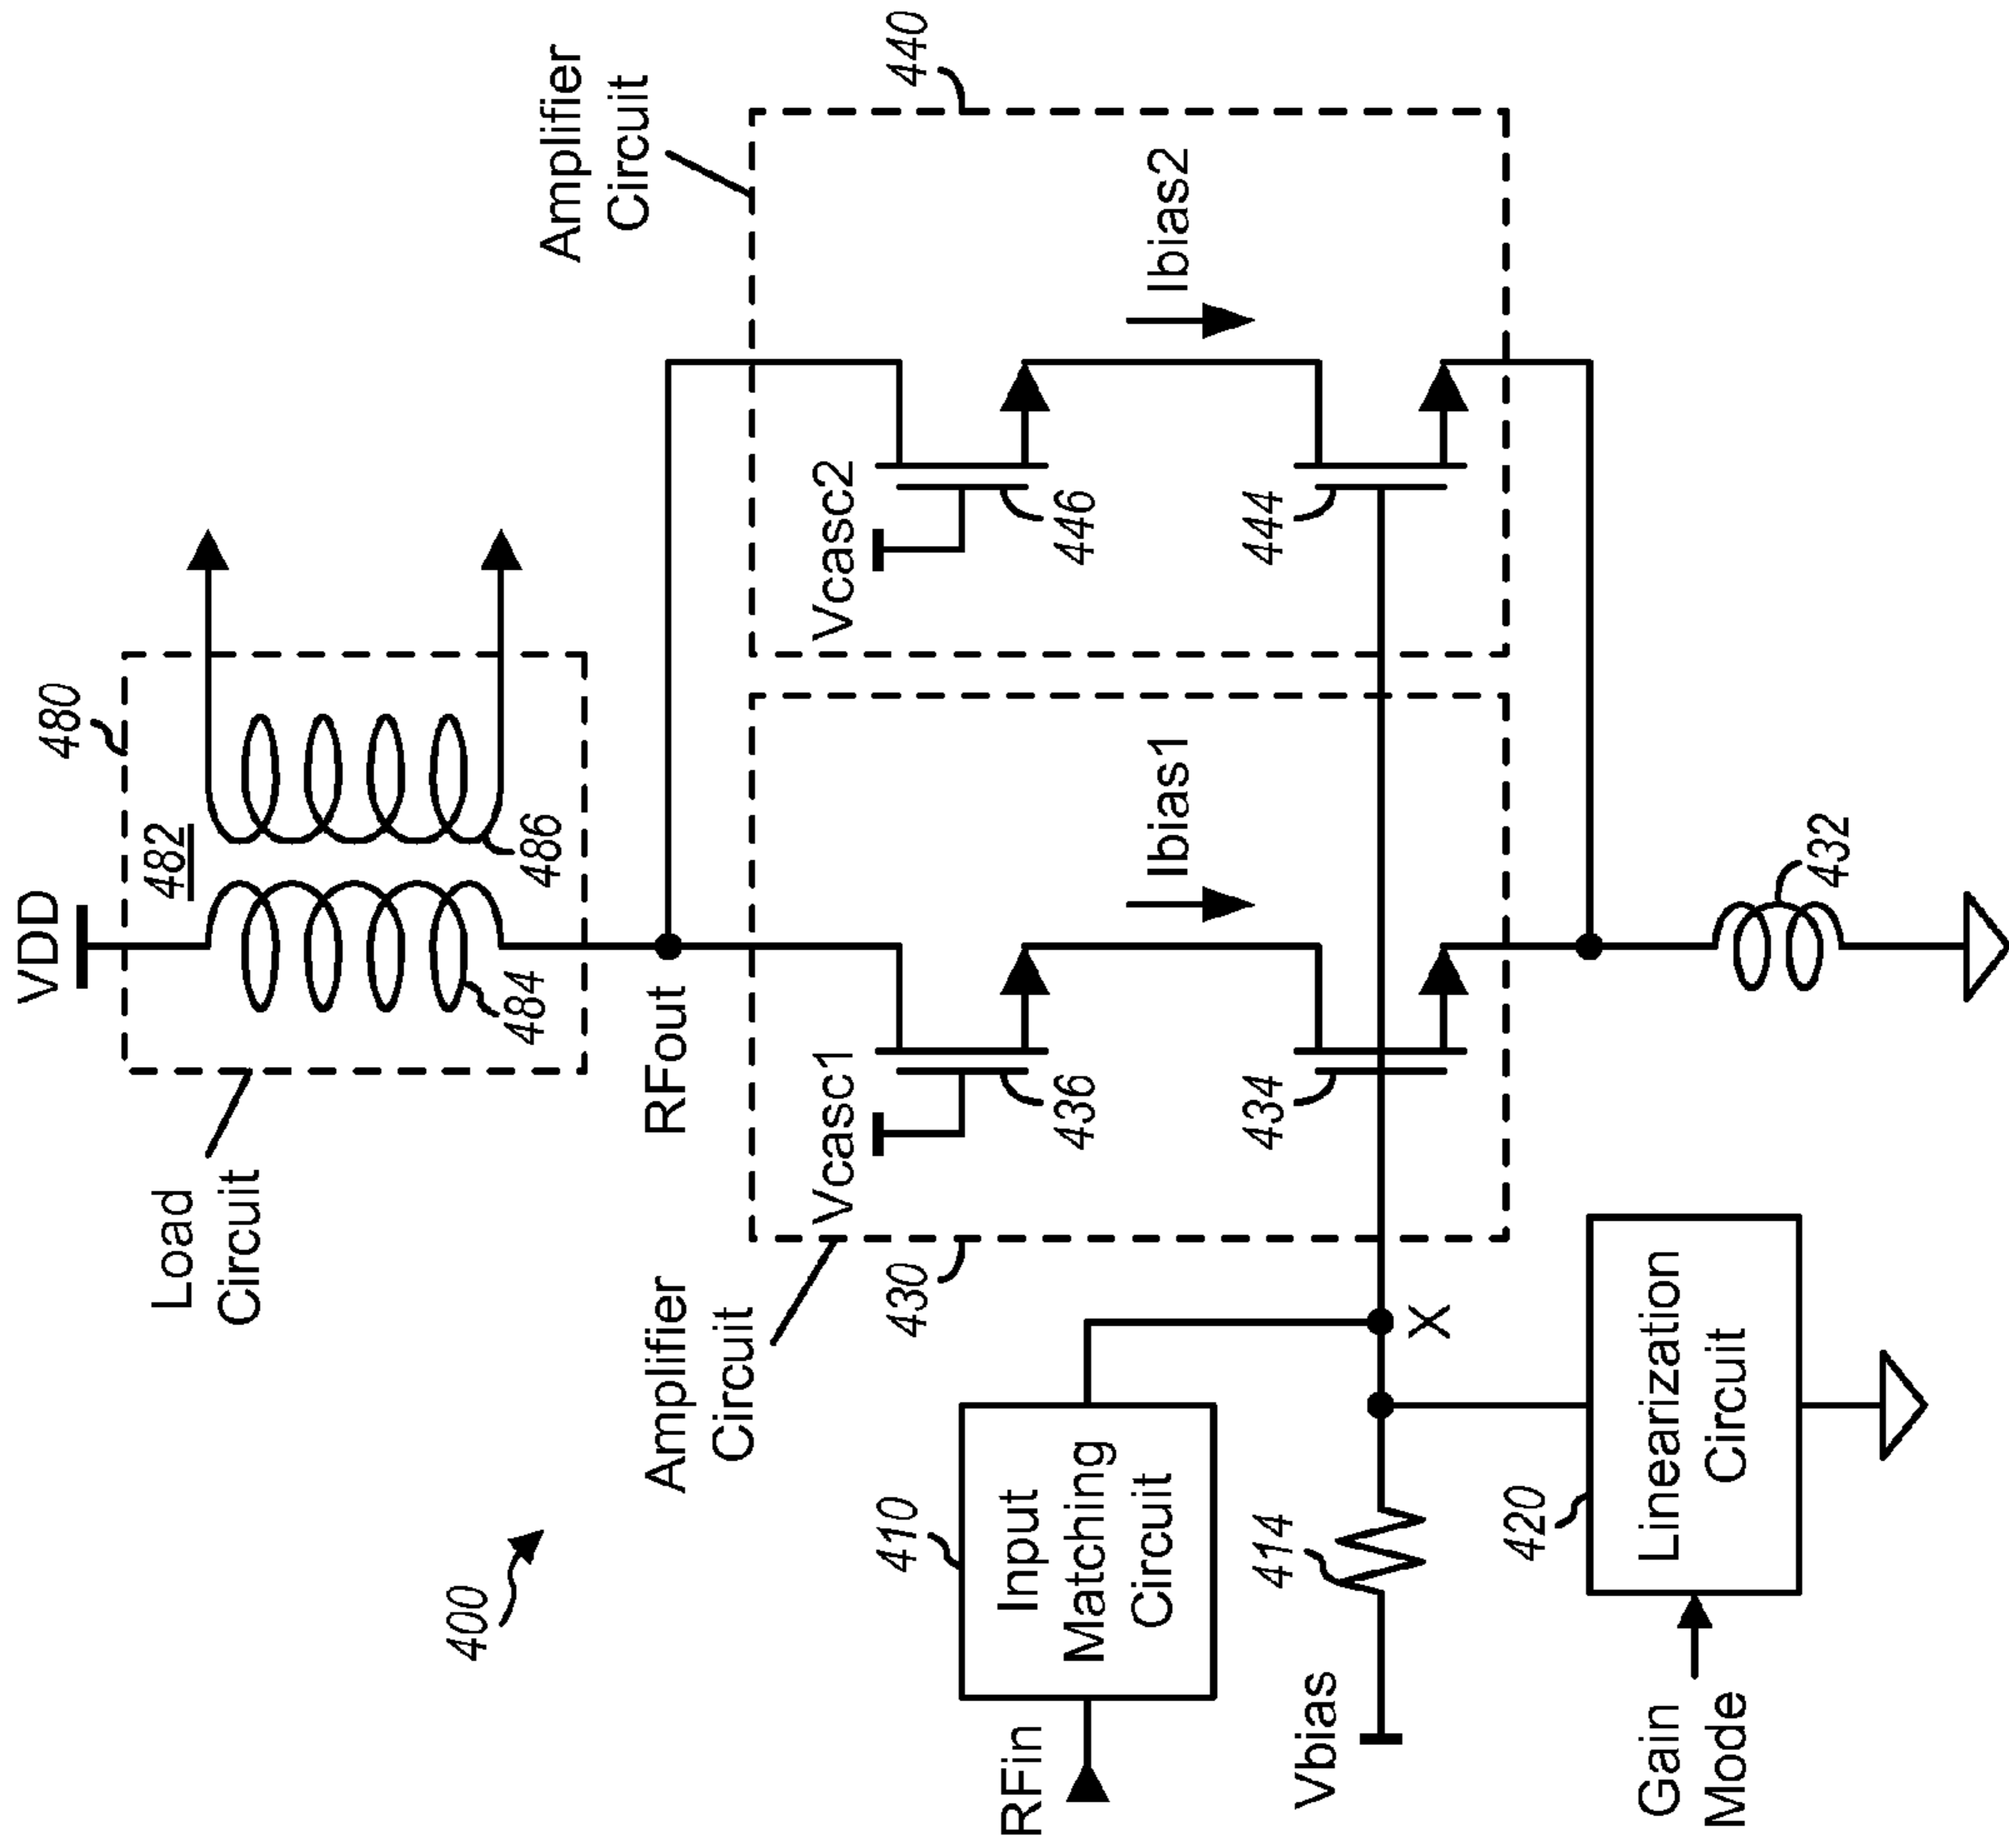 400
VDD
480
482
484
486
Load
Circuit
RFout
Amplifier
Circuit
430
Amplifier
Circuit
440
Vcasc1
436
434
Ibias1
Vcasc2
446
444
Ibias2
RFin
410
Input
Matching
Circuit
X
Vbias
414
420
Linearization
Circuit
Gain
Mode
432